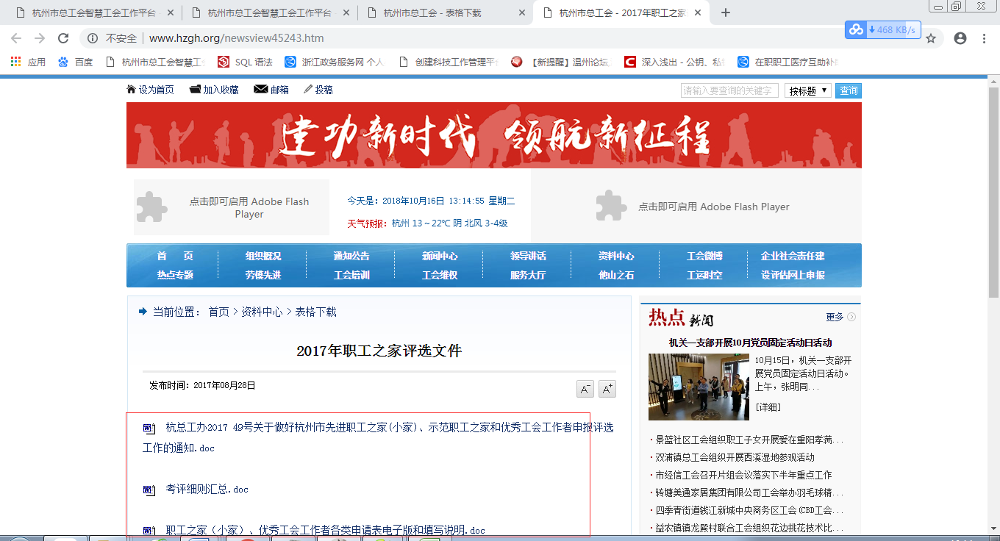 杭州市总工会智慧工会工作平台
杭州市总工会智慧工会工作平台
杭州市总工会 - 表格下载
杭州市总工会 - 2017年职工之家
不安全 | www.hzgh.org/newsview45243.htm
468 KB/s
应用
百度
杭州市总工会智慧工
SQL 语法
浙江政务服务网 个人
创建科技工作管理平
【新提醒】温州论坛
深入浅出 - 公钥、私
在职职工医疗互助补
设为首页 加入收藏 邮箱 投稿
请输入要查询的关键字 按标题 查询
建功新时代 领航新征程
点击即可启用 Adobe Flash
Player
今天是：2018年10月16日 13:14:55 星期二
天气预报：杭州 13～22℃ 阴 北风 3-4级
点击即可启用 Adobe Flash Player
首 页 组织概况 通知公告 新闻中心 领导讲话 资料中心 工会微博 企业社会责任建
热点专题 劳模先进 工会培训 工会维权 服务大厅 他山之石 工运时空 设评估网上申报
当前位置： 首页 > 资料中心 > 表格下载
2017年职工之家评选文件
发布时间：2017年08月28日
A- A+
杭总工办2017 49号关于做好杭州市先进职工之家(小家)、示范职工之家和优秀工会工作者申报评选
工作的通知.doc
考评细则汇总.doc
职工之家（小家）、优秀工会工作者各类申请表电子版和填写说明.doc
热点 新闻 更多
机关一支部开展10月党员固定活动日活动
10月15日，机关一支部开
展党员固定活动日活动。
上午，张明同...
[详细]
· 景蓝社区工会组织职工子女开展爱在重阳孝满...
· 双浦镇总工会组织开展西溪湿地参观活动
· 市经信工会召开片组会议落实下半年重点工作
· 转塘美通家居集团有限公司工会举办羽毛球精...
· 四季青街道钱江新城中央商务区工会(CBD工会...
· 益农镇镇龙殿村联合工会组织花边挑花技术比...